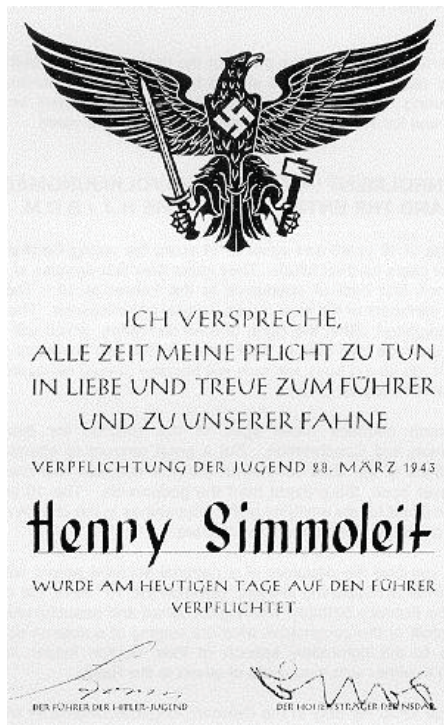 ICH VERSPRECHE,
ALLE ZEIT MEINE PFLICHT ZU TUN
IN LIEBE UND TREUE ZUM FÜHRER
UND ZU UNSERER FAHNE
VERPFLICHTUNG DER JUGEND 28. MÄRZ 1943
Henry Simmoleit
WURDE AM HEUTIGEN TAGE AUF DEN FÜHRER
VERPFLICHTET
DER FÜHRER DER HITLER-JUGEND
DER HOHEITSTRÄGER DER NSDAP